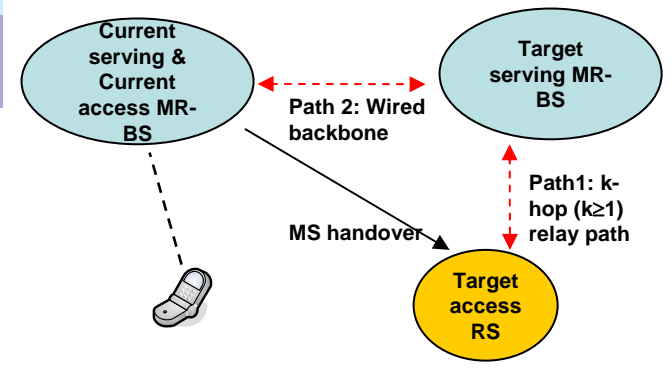 Current
serving &
Current
access MR-
BS
Target
serving MR-
BS
Path 2: Wired
backbone
Path1: k-
hop (k≥1)
relay path
MS handover
Target
access
RS